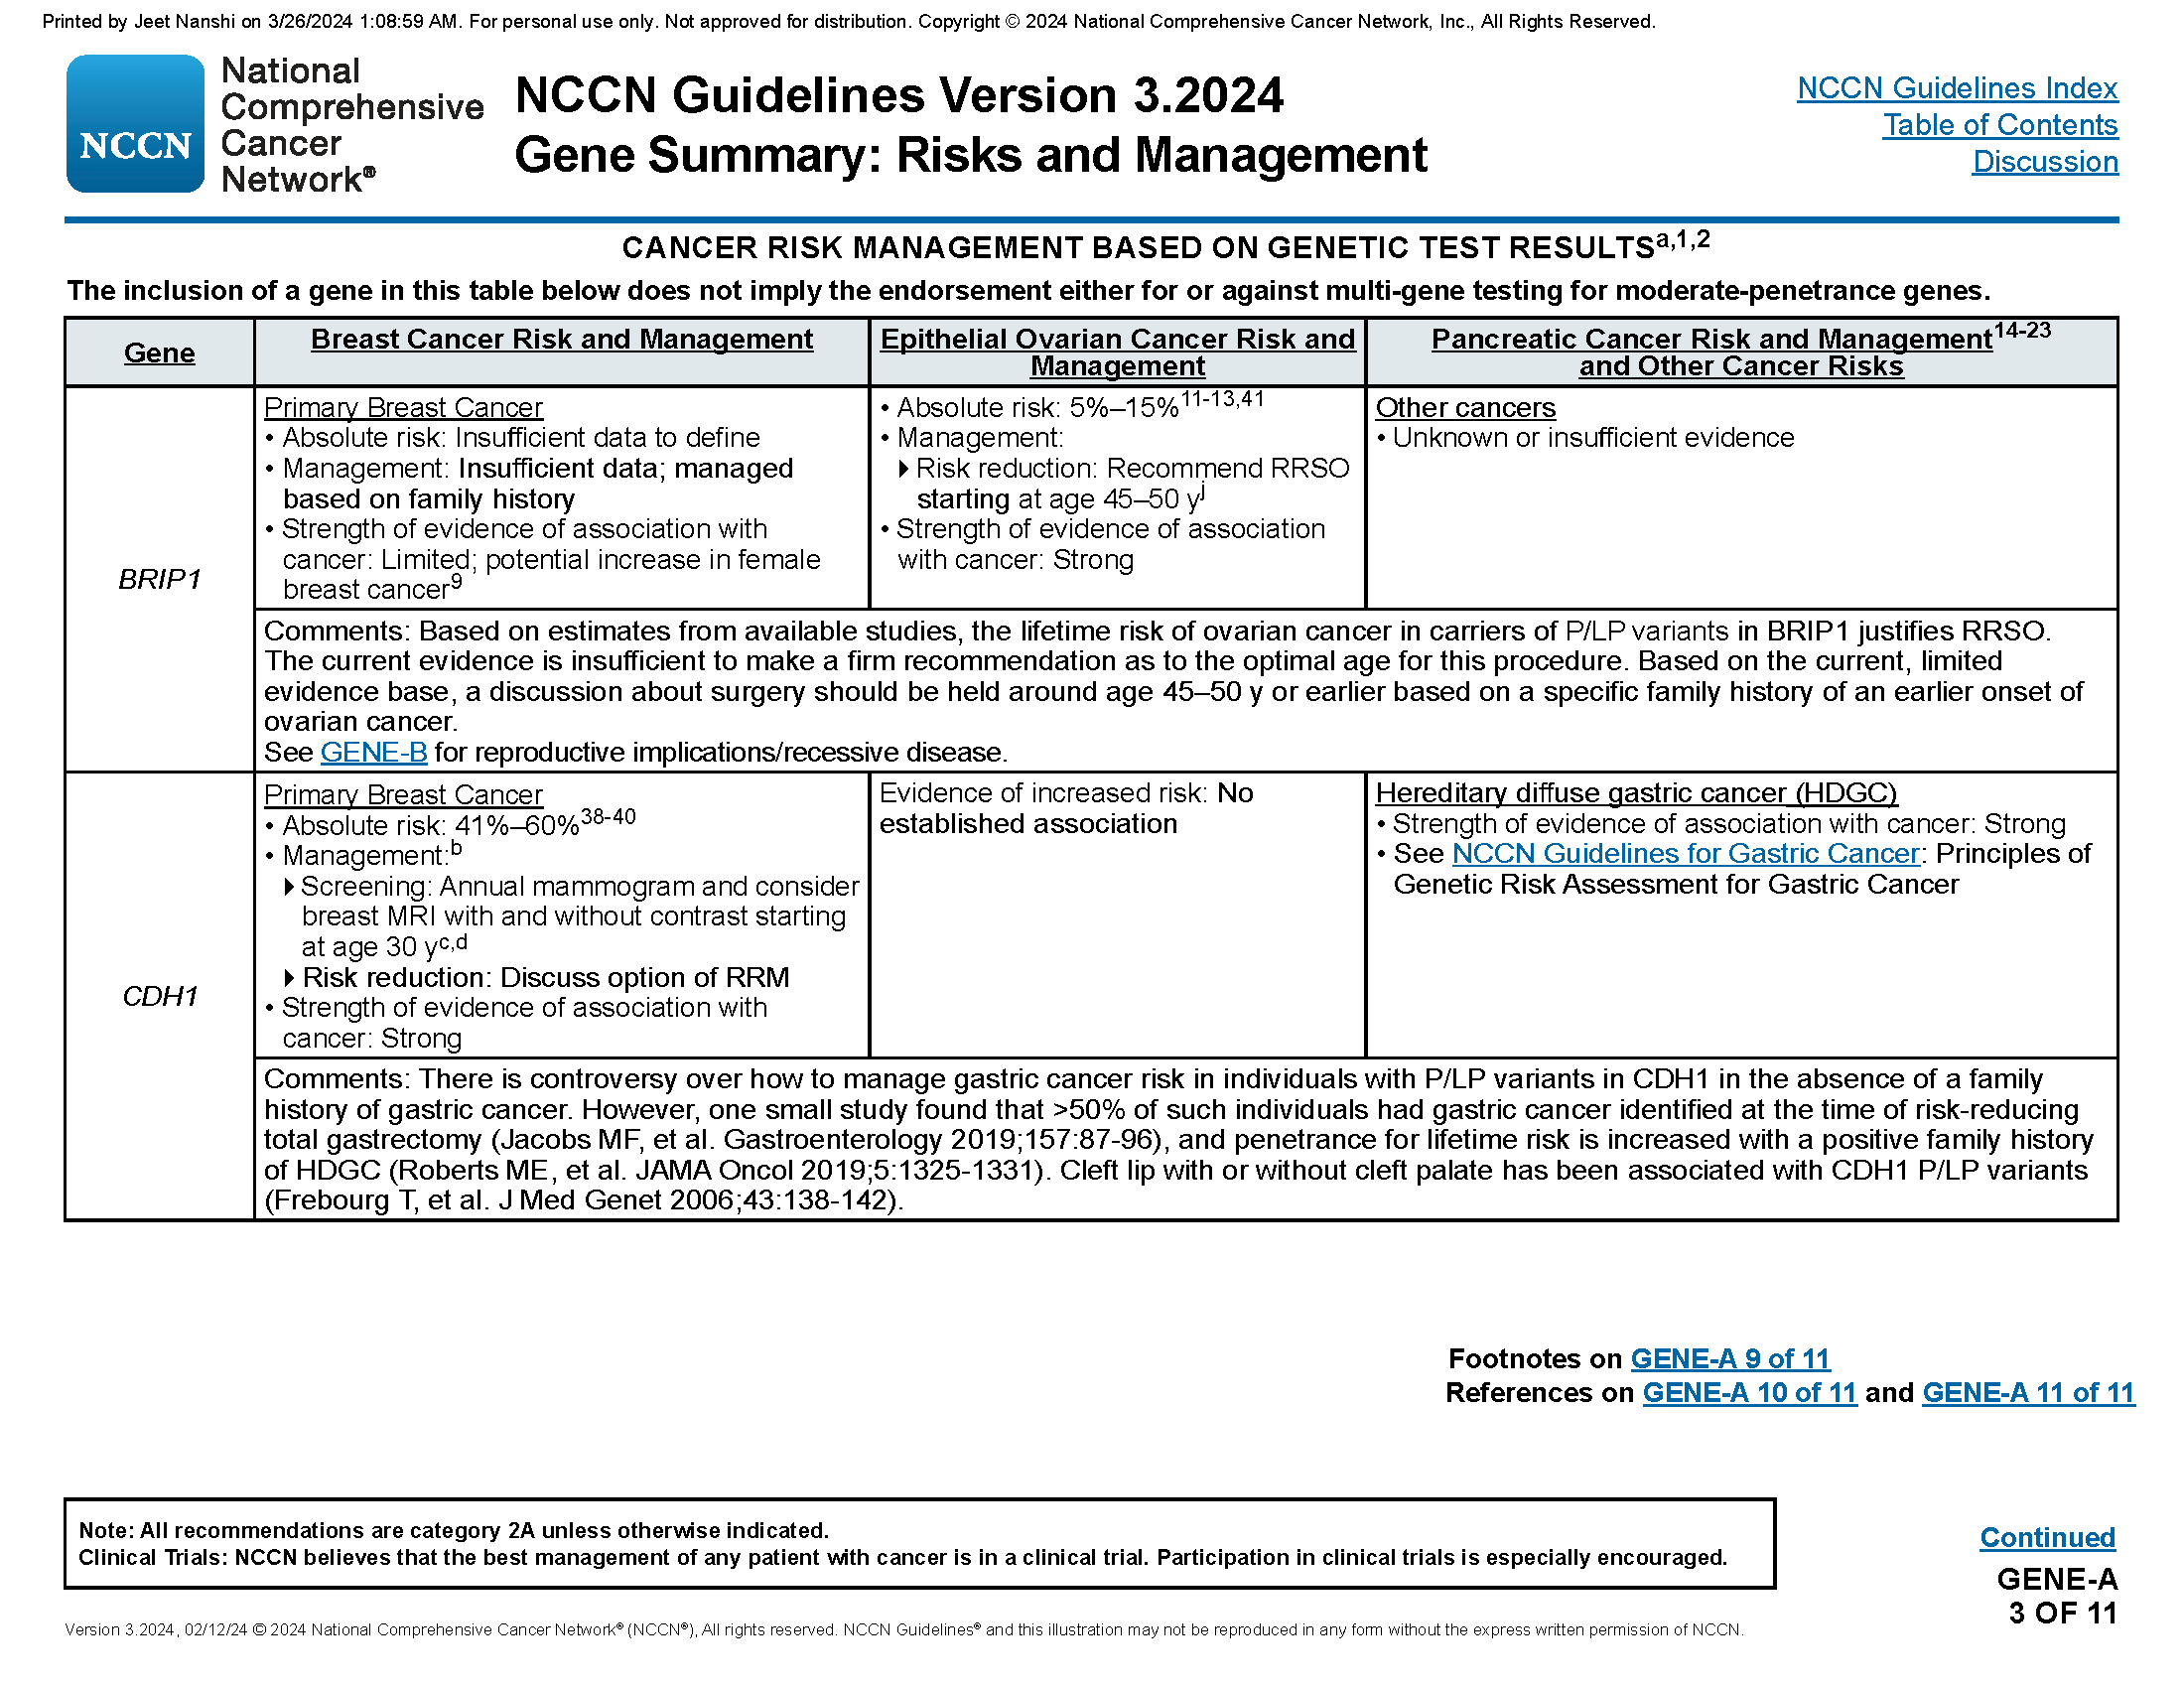 Printed by Jeet Nanshi on 3/26/2024 1:08:59 AM. For personal use only. Not approved for distribution. Copyright © 2024 National Comprehensive Cancer Network, Inc., All Rights Reserved.
NCCN
National
Comprehensive
Cancer
Network®
NCCN Guidelines Version 3.2024
Gene Summary: Risks and Management
NCCN Guidelines Index
Table of Contents
Discussion
CANCER RISK MANAGEMENT BASED ON GENETIC TEST RESULTSa,1,2
The inclusion of a gene in this table below does not imply the endorsement either for or against multi-gene testing for moderate-penetrance genes.
Gene
Breast Cancer Risk and Management
Epithelial Ovarian Cancer Risk and
Management
Pancreatic Cancer Risk and Management14-23
and Other Cancer Risks
BRIP1
Primary Breast Cancer
• Absolute risk: Insufficient data to define
• Management: Insufficient data; managed
based on family history
• Strength of evidence of association with
cancer: Limited; potential increase in female
breast cancer9
• Absolute risk: 5%–15%11-13,41
• Management:
Risk reduction: Recommend RRSO
starting at age 45–50 yj
• Strength of evidence of association
with cancer: Strong
Other cancers
• Unknown or insufficient evidence
Comments: Based on estimates from available studies, the lifetime risk of ovarian cancer in carriers of P/LP variants in BRIP1 justifies RRSO.
The current evidence is insufficient to make a firm recommendation as to the optimal age for this procedure. Based on the current, limited
evidence base, a discussion about surgery should be held around age 45–50 y or earlier based on a specific family history of an earlier onset of
ovarian cancer.
See GENE-B for reproductive implications/recessive disease.
CDH1
Primary Breast Cancer
• Absolute risk: 41%–60%38-40
• Management:b
Screening: Annual mammogram and consider
breast MRI with and without contrast starting
at age 30 yc,d
Risk reduction: Discuss option of RRM
• Strength of evidence of association with
cancer: Strong
Evidence of increased risk: No
established association
Hereditary diffuse gastric cancer (HDGC)
• Strength of evidence of association with cancer: Strong
• See NCCN Guidelines for Gastric Cancer: Principles of
Genetic Risk Assessment for Gastric Cancer
Comments: There is controversy over how to manage gastric cancer risk in individuals with P/LP variants in CDH1 in the absence of a family
history of gastric cancer. However, one small study found that >50% of such individuals had gastric cancer identified at the time of risk-reducing
total gastrectomy (Jacobs MF, et al. Gastroenterology 2019;157:87-96), and penetrance for lifetime risk is increased with a positive family history
of HDGC (Roberts ME, et al. JAMA Oncol 2019;5:1325-1331). Cleft lip with or without cleft palate has been associated with CDH1 P/LP variants
(Frebourg T, et al. J Med Genet 2006;43:138-142).
Footnotes on GENE-A 9 of 11
References on GENE-A 10 of 11 and GENE-A 11 of 11
Note: All recommendations are category 2A unless otherwise indicated.
Clinical Trials: NCCN believes that the best management of any patient with cancer is in a clinical trial. Participation in clinical trials is especially encouraged.
Continued
GENE-A
3 OF 11
Version 3.2024, 02/12/24 © 2024 National Comprehensive Cancer Network® (NCCN®), All rights reserved. NCCN Guidelines® and this illustration may not be reproduced in any form without the express written permission of NCCN.